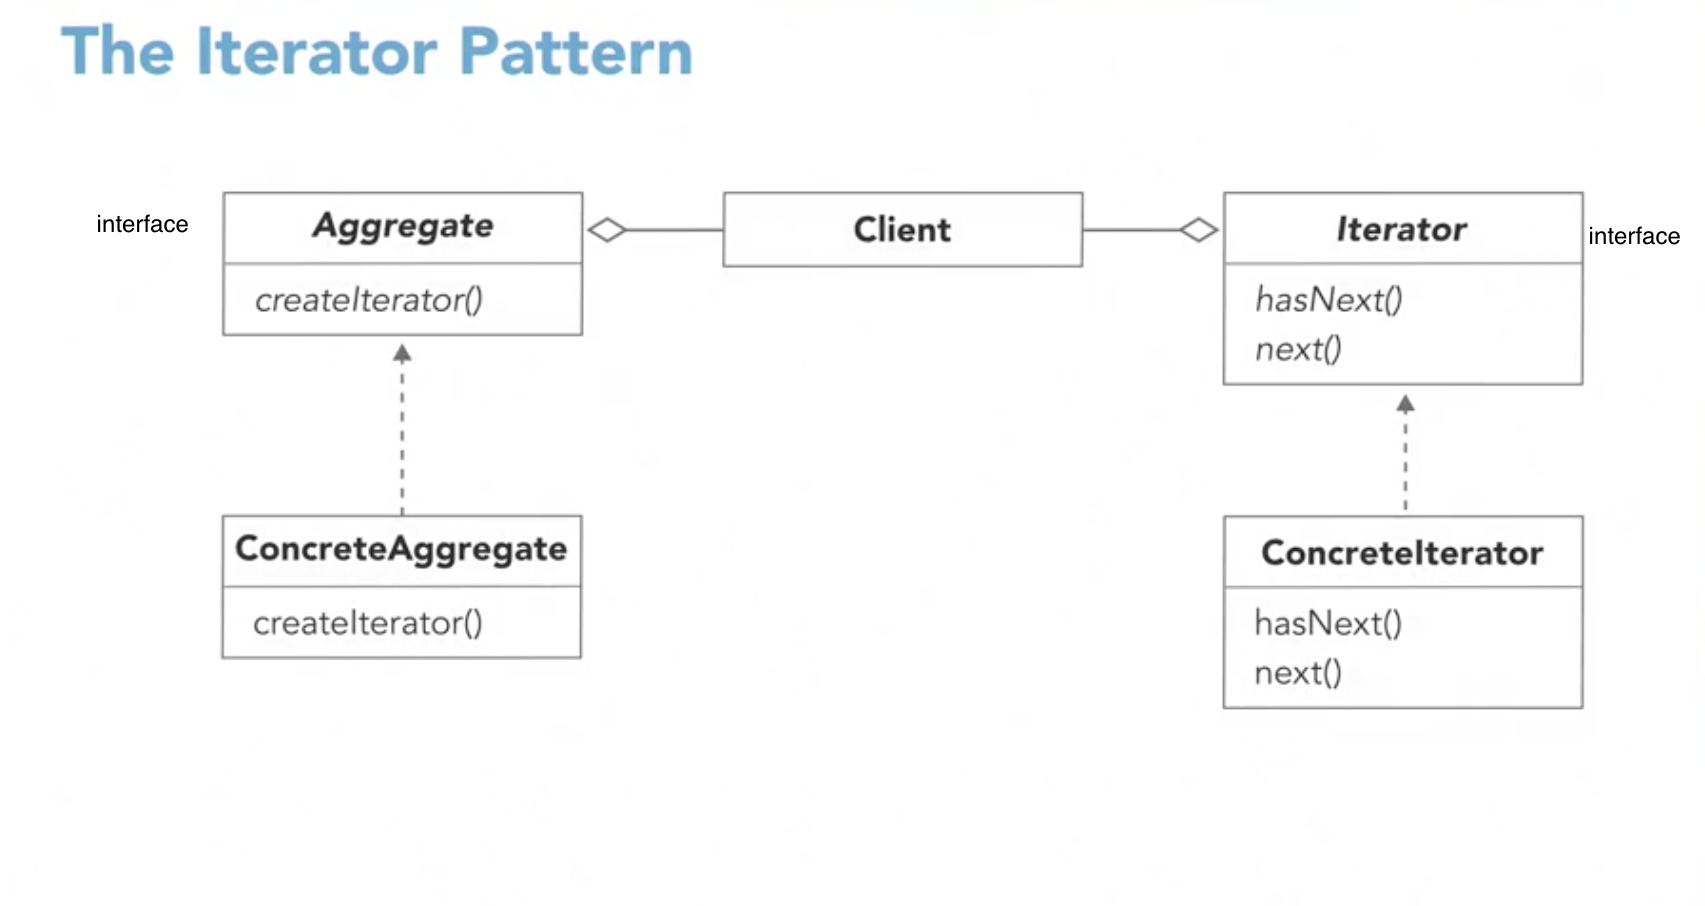 The Iterator Pattern
interface
Aggregate
createIterator()
Client
Iterator
interface
hasNext()
next()
ConcreteAggregate
createIterator()
ConcreteIterator
hasNext()
next()